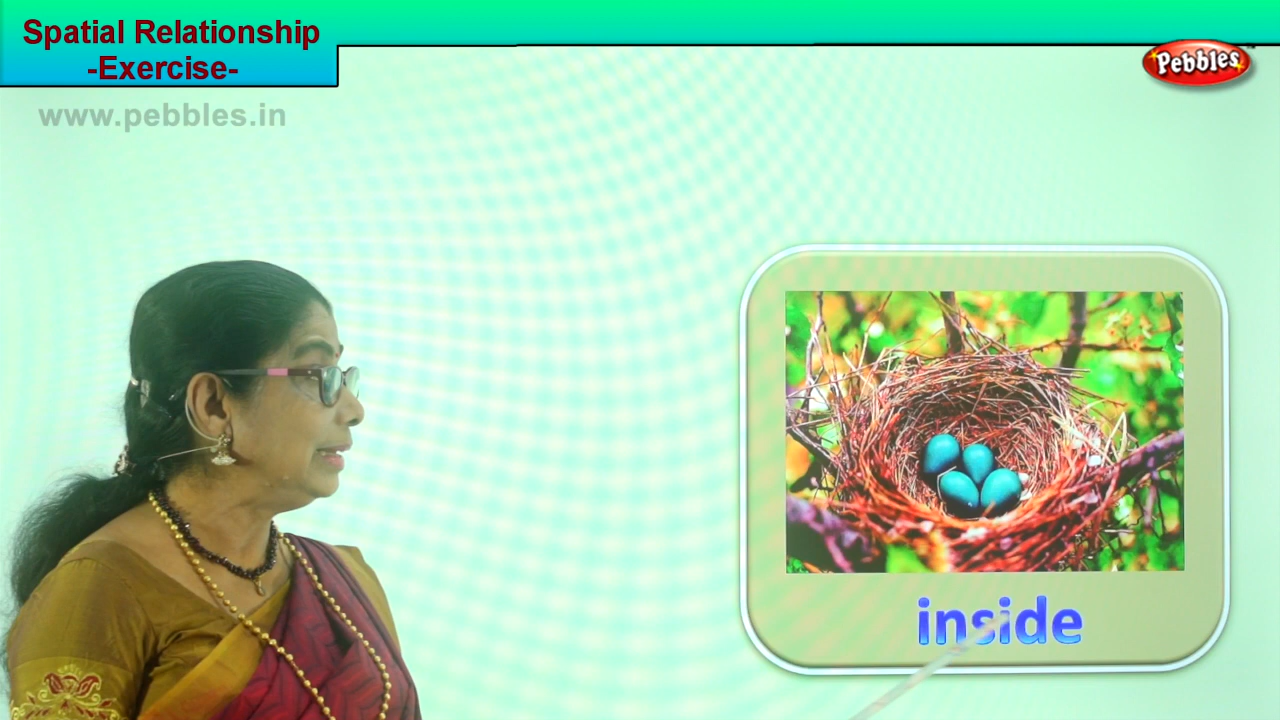 Spatial Relationship
-Exercise-
www.pebbles.in
Pebbles
inside